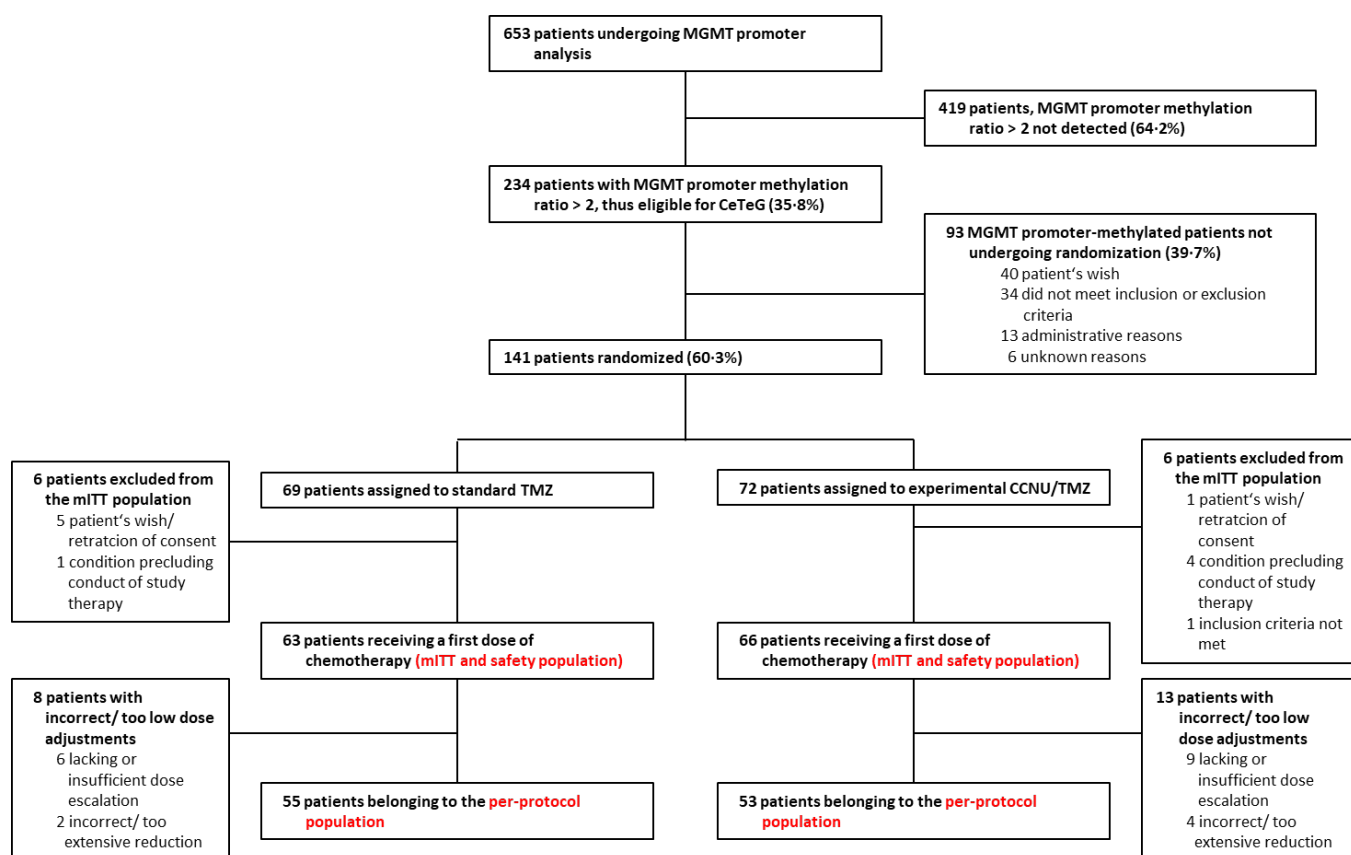 653 patients undergoing MGMT promoter
analysis
419 patients, MGMT promoter methylation
ratio > 2 not detected (64·2%)
234 patients with MGMT promoter methylation
ratio > 2, thus eligible for CeTeG (35·8%)
93 MGMT promoter-methylated patients not
undergoing randomization (39·7%)
40 patient‘s wish
34 did not meet inclusion or exclusion
criteria
13 administrative reasons
6 unknown reasons
141 patients randomized (60·3%)
6 patients excluded from
the mITT population
5 patient‘s wish/
retratcion of consent
1 condition precluding
conduct of study
therapy
69 patients assigned to standard TMZ
72 patients assigned to experimental CCNU/TMZ
6 patients excluded from
the mITT population
1 patient‘s wish/
retratcion of
consent
4 condition precluding
conduct of study
therapy
1 inclusion criteria not
met
63 patients receiving a first dose of
chemotherapy (mITT and safety population)
66 patients receiving a first dose of
chemotherapy (mITT and safety population)
8 patients with
incorrect/ too low dose
adjustments
6 lacking or
insufficient dose
escalation
2 incorrect/ too
extensive reduction
13 patients with
incorrect/ too low
dose adjustments
9 lacking or
insufficient dose
escalation
4 incorrect/ too
extensive reduction
55 patients belonging to the per-protocol
population
53 patients belonging to the per-protocol
population